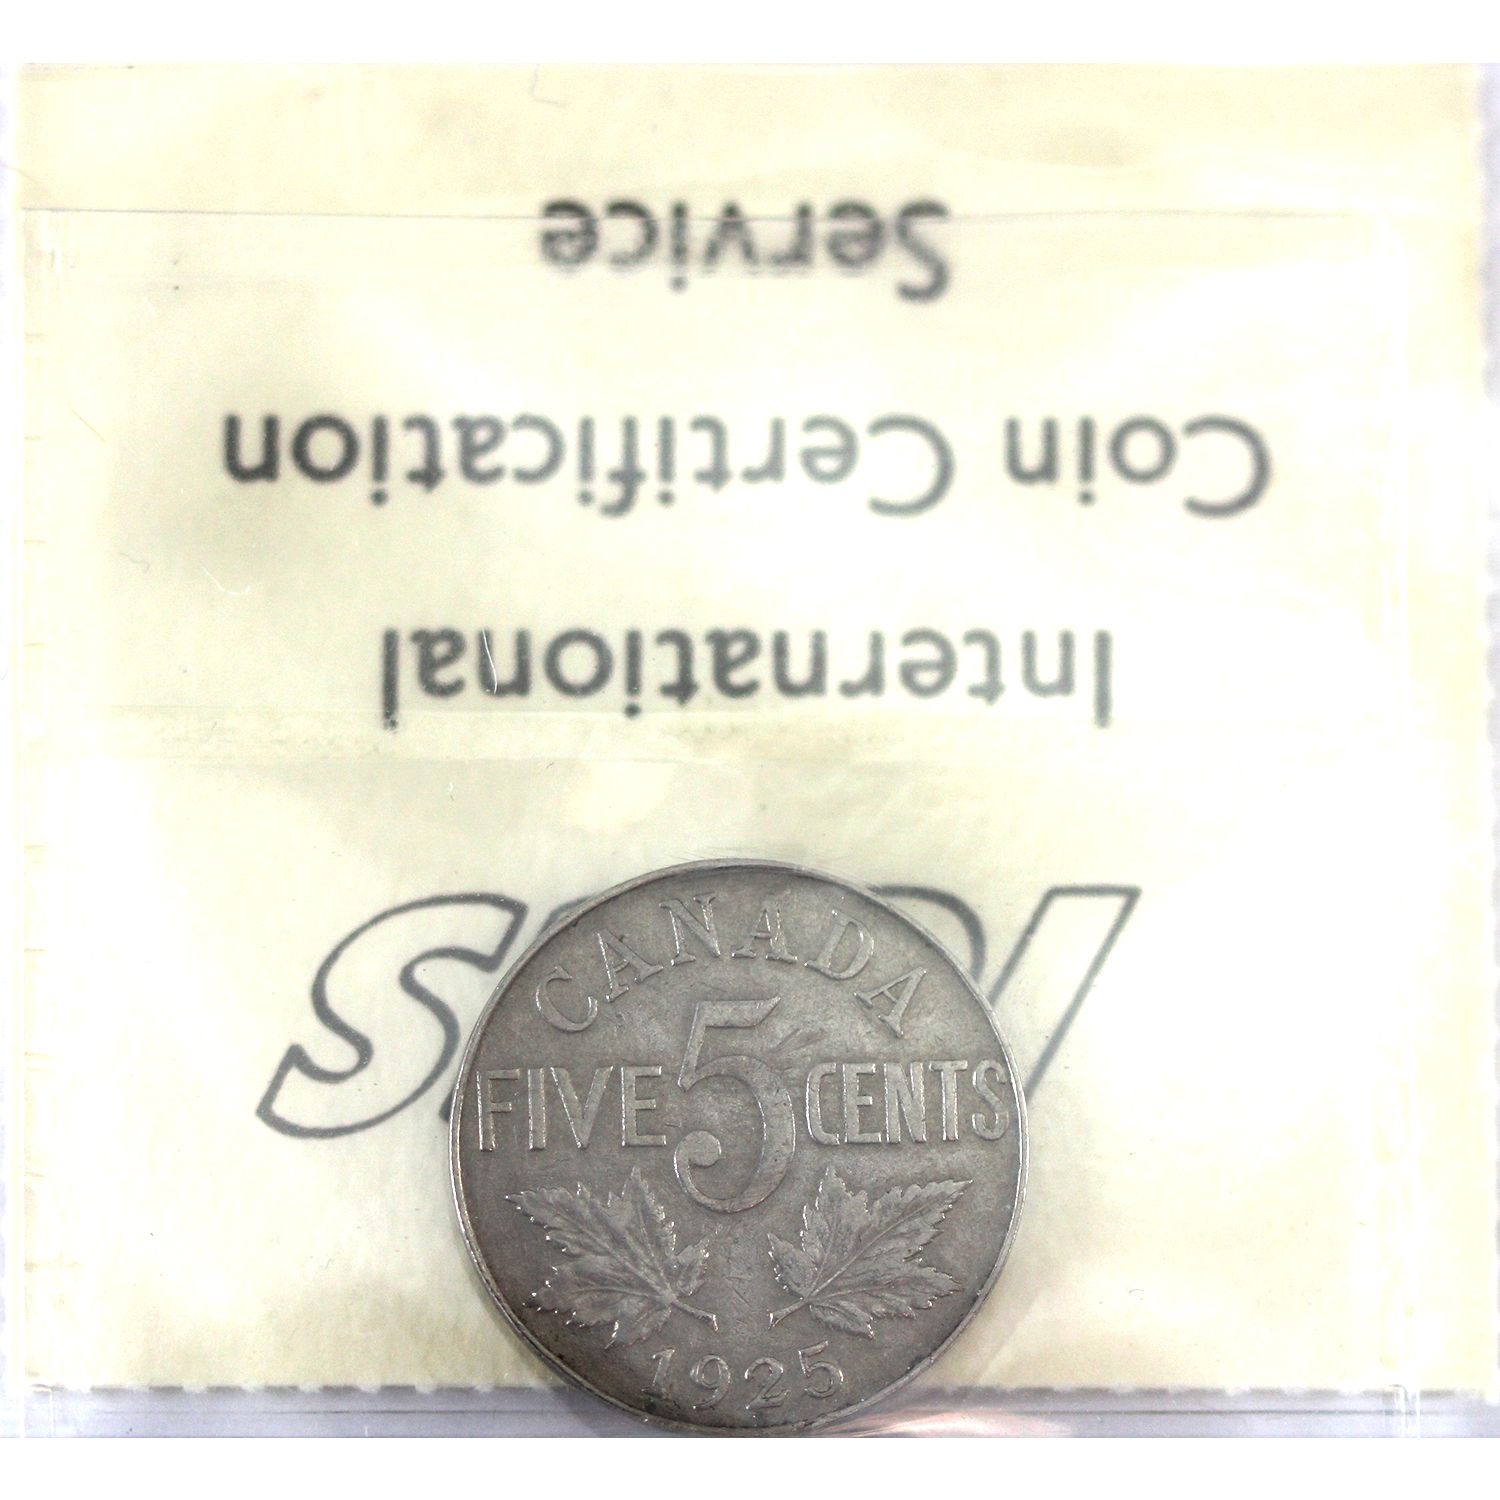 Service
Coin Certification
International
CANADA
FIVE 5 CENTS
1925